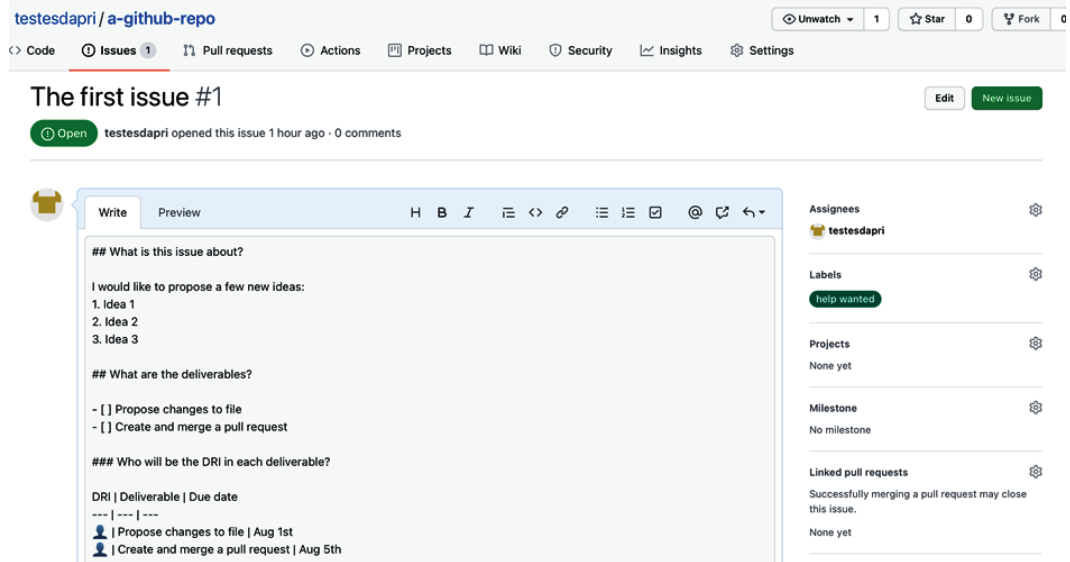 testesdapri / a-github-repo
Unwatch 1 Star 0 Fork 0
<> Code Issues 1 Pull requests Actions Projects Wiki Security Insights Settings
The first issue #1
Edit New issue
Open testesdapri opened this issue 1 hour ago · 0 comments
Write Preview H B I
## What is this issue about?
I would like to propose a few new ideas:
1. Idea 1
2. Idea 2
3. Idea 3
## What are the deliverables?
- [ ] Propose changes to file
- [ ] Create and merge a pull request
### Who will be the DRI in each deliverable?
DRI | Deliverable | Due date
--- | --- | ---
👤 | Propose changes to file | Aug 1st
👤 | Create and merge a pull request | Aug 5th
Assignees
testesdapri
Labels
help wanted
Projects
None yet
Milestone
No milestone
Linked pull requests
Successfully merging a pull request may close
this issue.
None yet